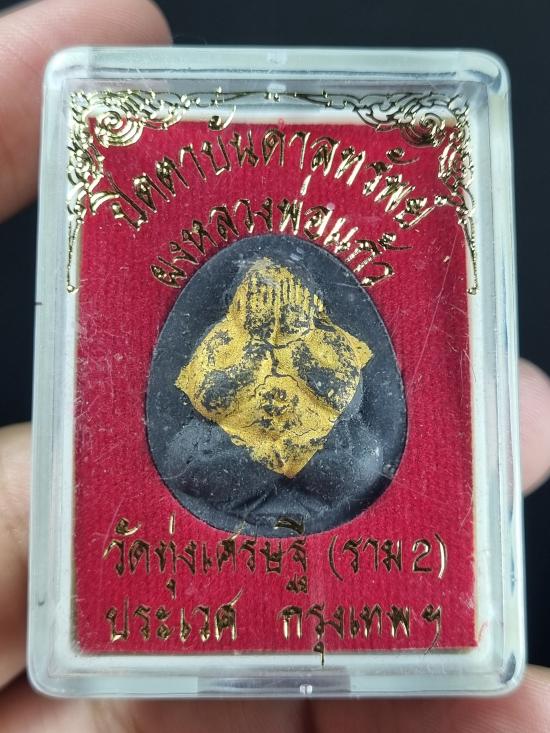 ปิดตาบันดาลทรัพย์
ผงหลวงพ่อแก้ว
วัดทุ่งเศรษฐี (ราม 2)
ประเวศ กรุงเทพฯ